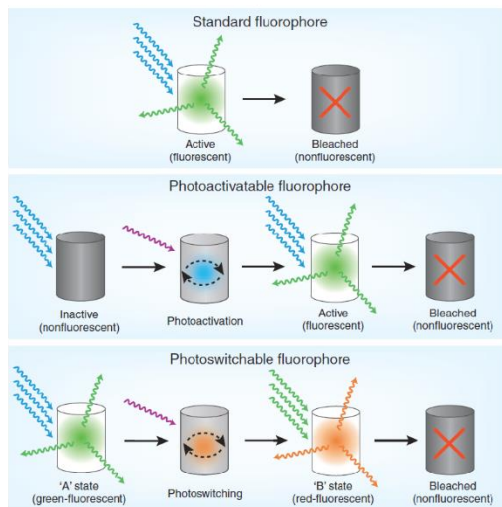 Standard fluorophore
Active
(fluorescent)
Bleached
(nonfluorescent)
Photoactivatable fluorophore
Inactive
(nonfluorescent)
Photoactivation
Active
(fluorescent)
Bleached
(nonfluorescent)
Photoswitchable fluorophore
'A' state
(green-fluorescent)
Photoswitching
'B' state
(red-fluorescent)
Bleached
(nonfluorescent)